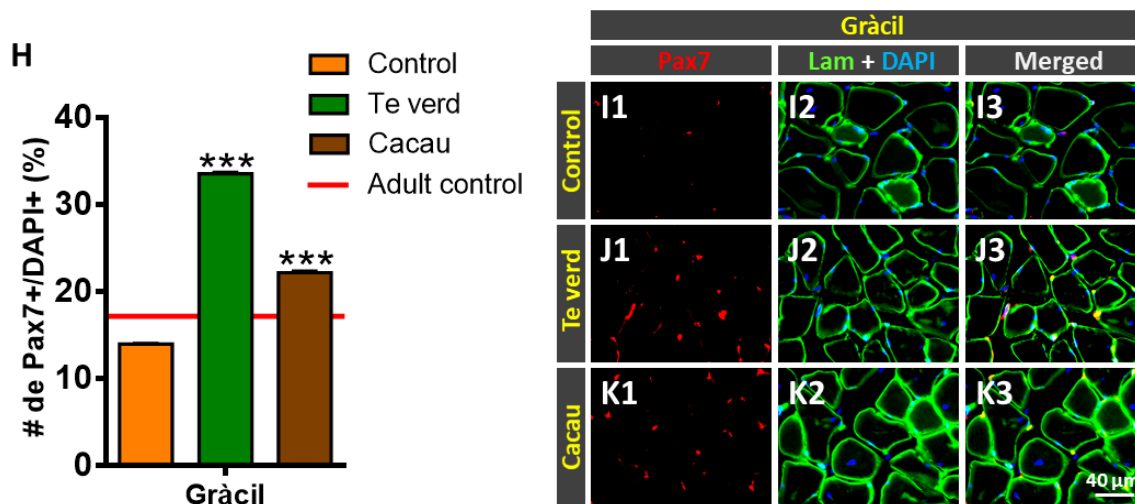 H
Control
Te verd
Cacau
Adult control
# de Pax7+/DAPI+ (%)
40
30
20
10
0
***
***
Gràcil
Gràcil
Pax7
Lam + DAPI
Merged
Control
I1
I2
I3
Te verd
J1
J2
J3
Cacau
K1
K2
K3
40 µm